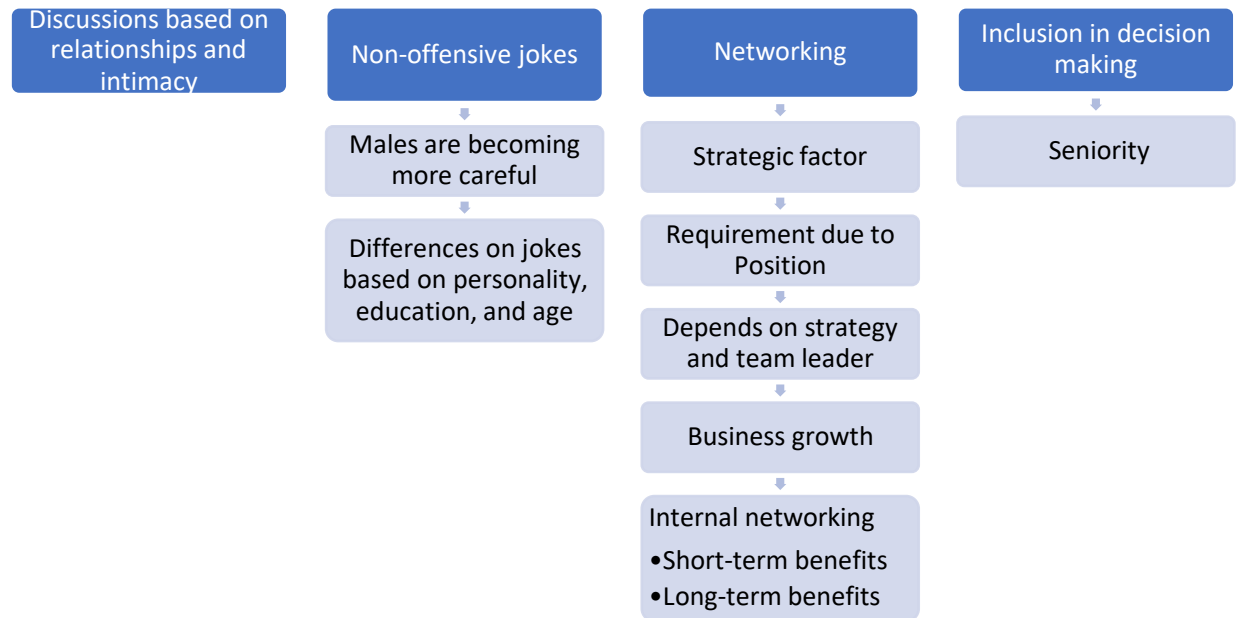 Discussions based on
relationships and
intimacy
Non-offensive jokes
Males are becoming
more careful
Differences on jokes
based on personality,
education, and age
Networking
Strategic factor
Requirement due to
Position
Depends on strategy
and team leader
Business growth
Internal networking
•Short-term benefits
•Long-term benefits
Inclusion in decision
making
Seniority